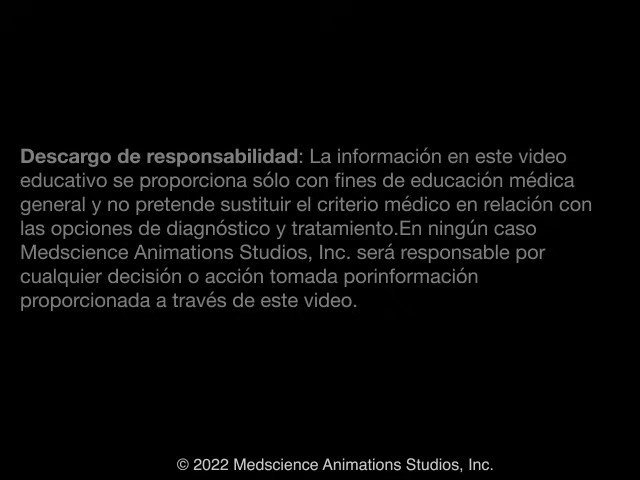 Descargo de responsabilidad: La información en este video
educativo se proporciona sólo con fines de educación médica
general y no pretende sustituir el criterio médico en relación con
las opciones de diagnóstico y tratamiento.En ningún caso
Medscience Animations Studios, Inc. será responsable por
cualquier decisión o acción tomada porinformación
proporcionada a través de este video.
© 2022 Medscience Animations Studios, Inc.